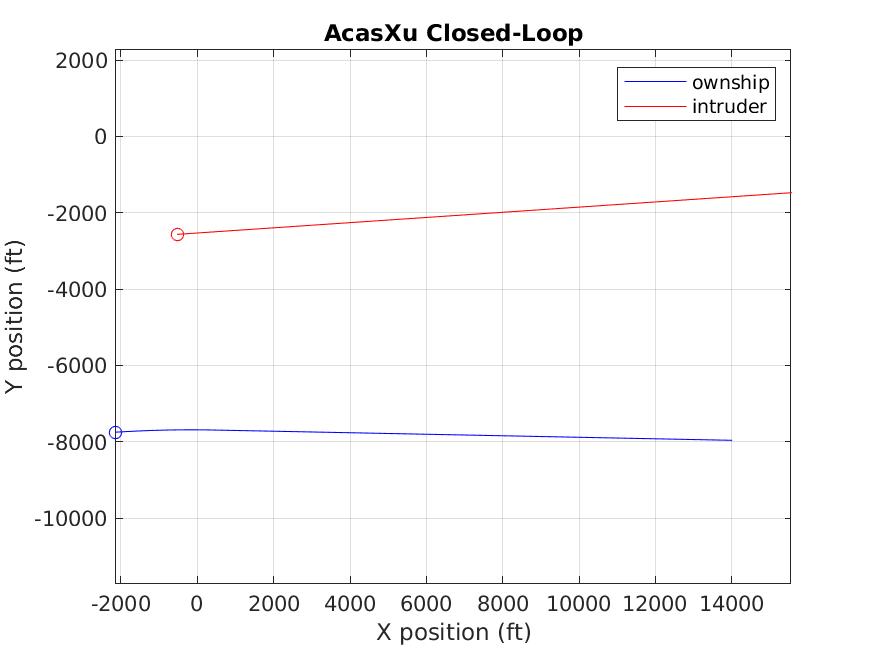 AcasXu Closed-Loop
ownship
intruder
2000
0
-2000
-4000
-6000
-8000
-10000
Y position (ft)
-2000 0 2000 4000 6000 8000 10000 12000 14000
X position (ft)